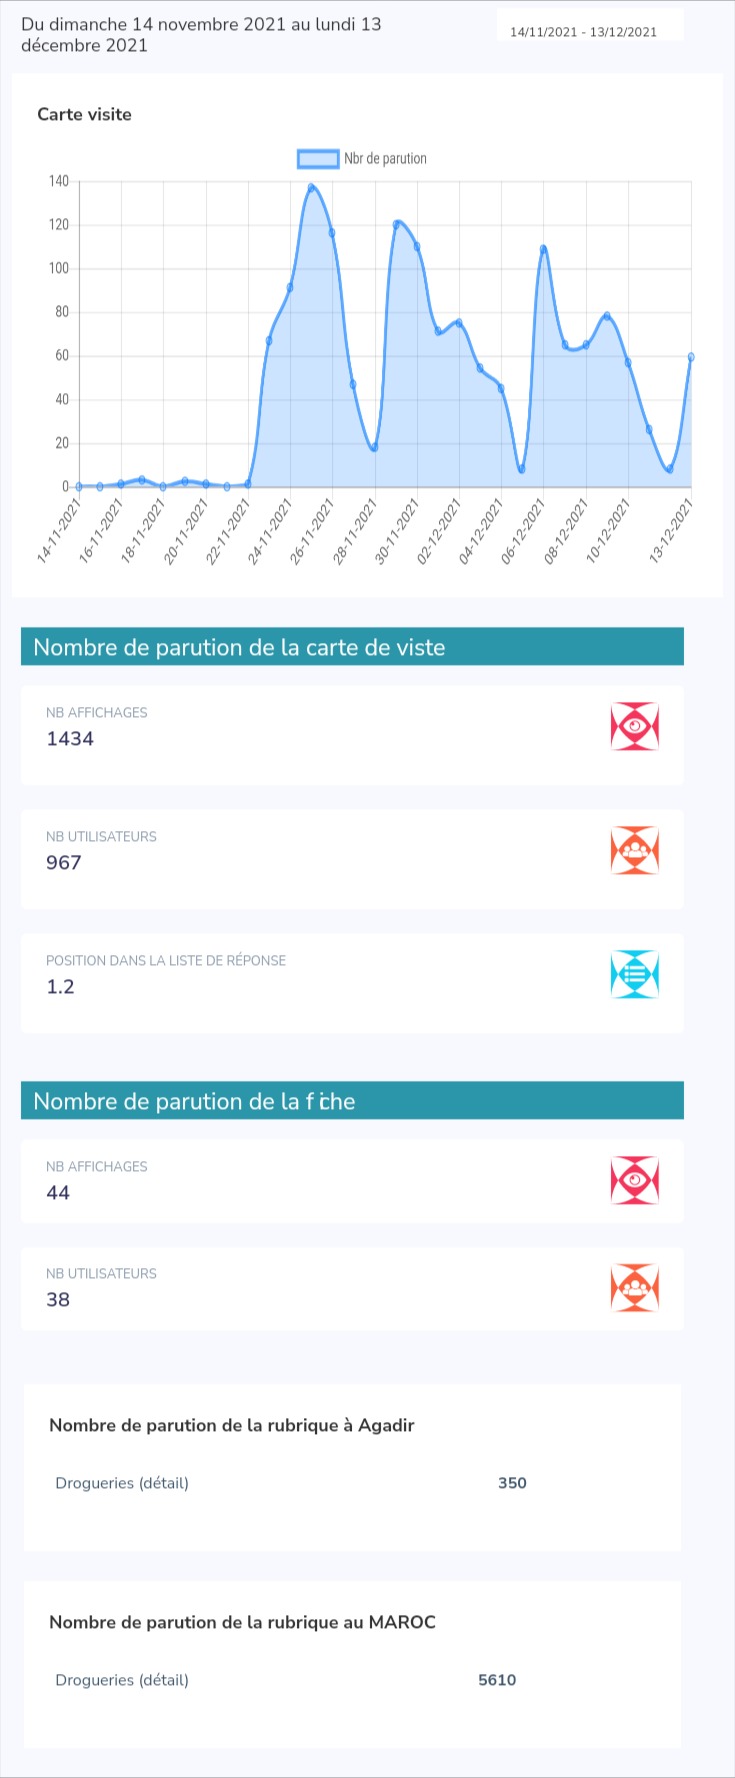 Du dimanche 14 novembre 2021 au lundi 13
décembre 2021
14/11/2021 - 13/12/2021
Carte visite
Nbr de parution
140
120
100
80
60
40
20
0
14-11-2021
16-11-2021
18-11-2021
20-11-2021
22-11-2021
24-11-2021
26-11-2021
28-11-2021
30-11-2021
02-12-2021
04-12-2021
06-12-2021
08-12-2021
10-12-2021
13-12-2021
Nombre de parution de la carte de viste
NB AFFICHAGES
1434
NB UTILISATEURS
967
POSITION DANS LA LISTE DE RÉPONSE
1.2
Nombre de parution de la fiche
NB AFFICHAGES
44
NB UTILISATEURS
38
Nombre de parution de la rubrique à Agadir
Drogueries (détail) 350
Nombre de parution de la rubrique au MAROC
Drogueries (détail) 5610